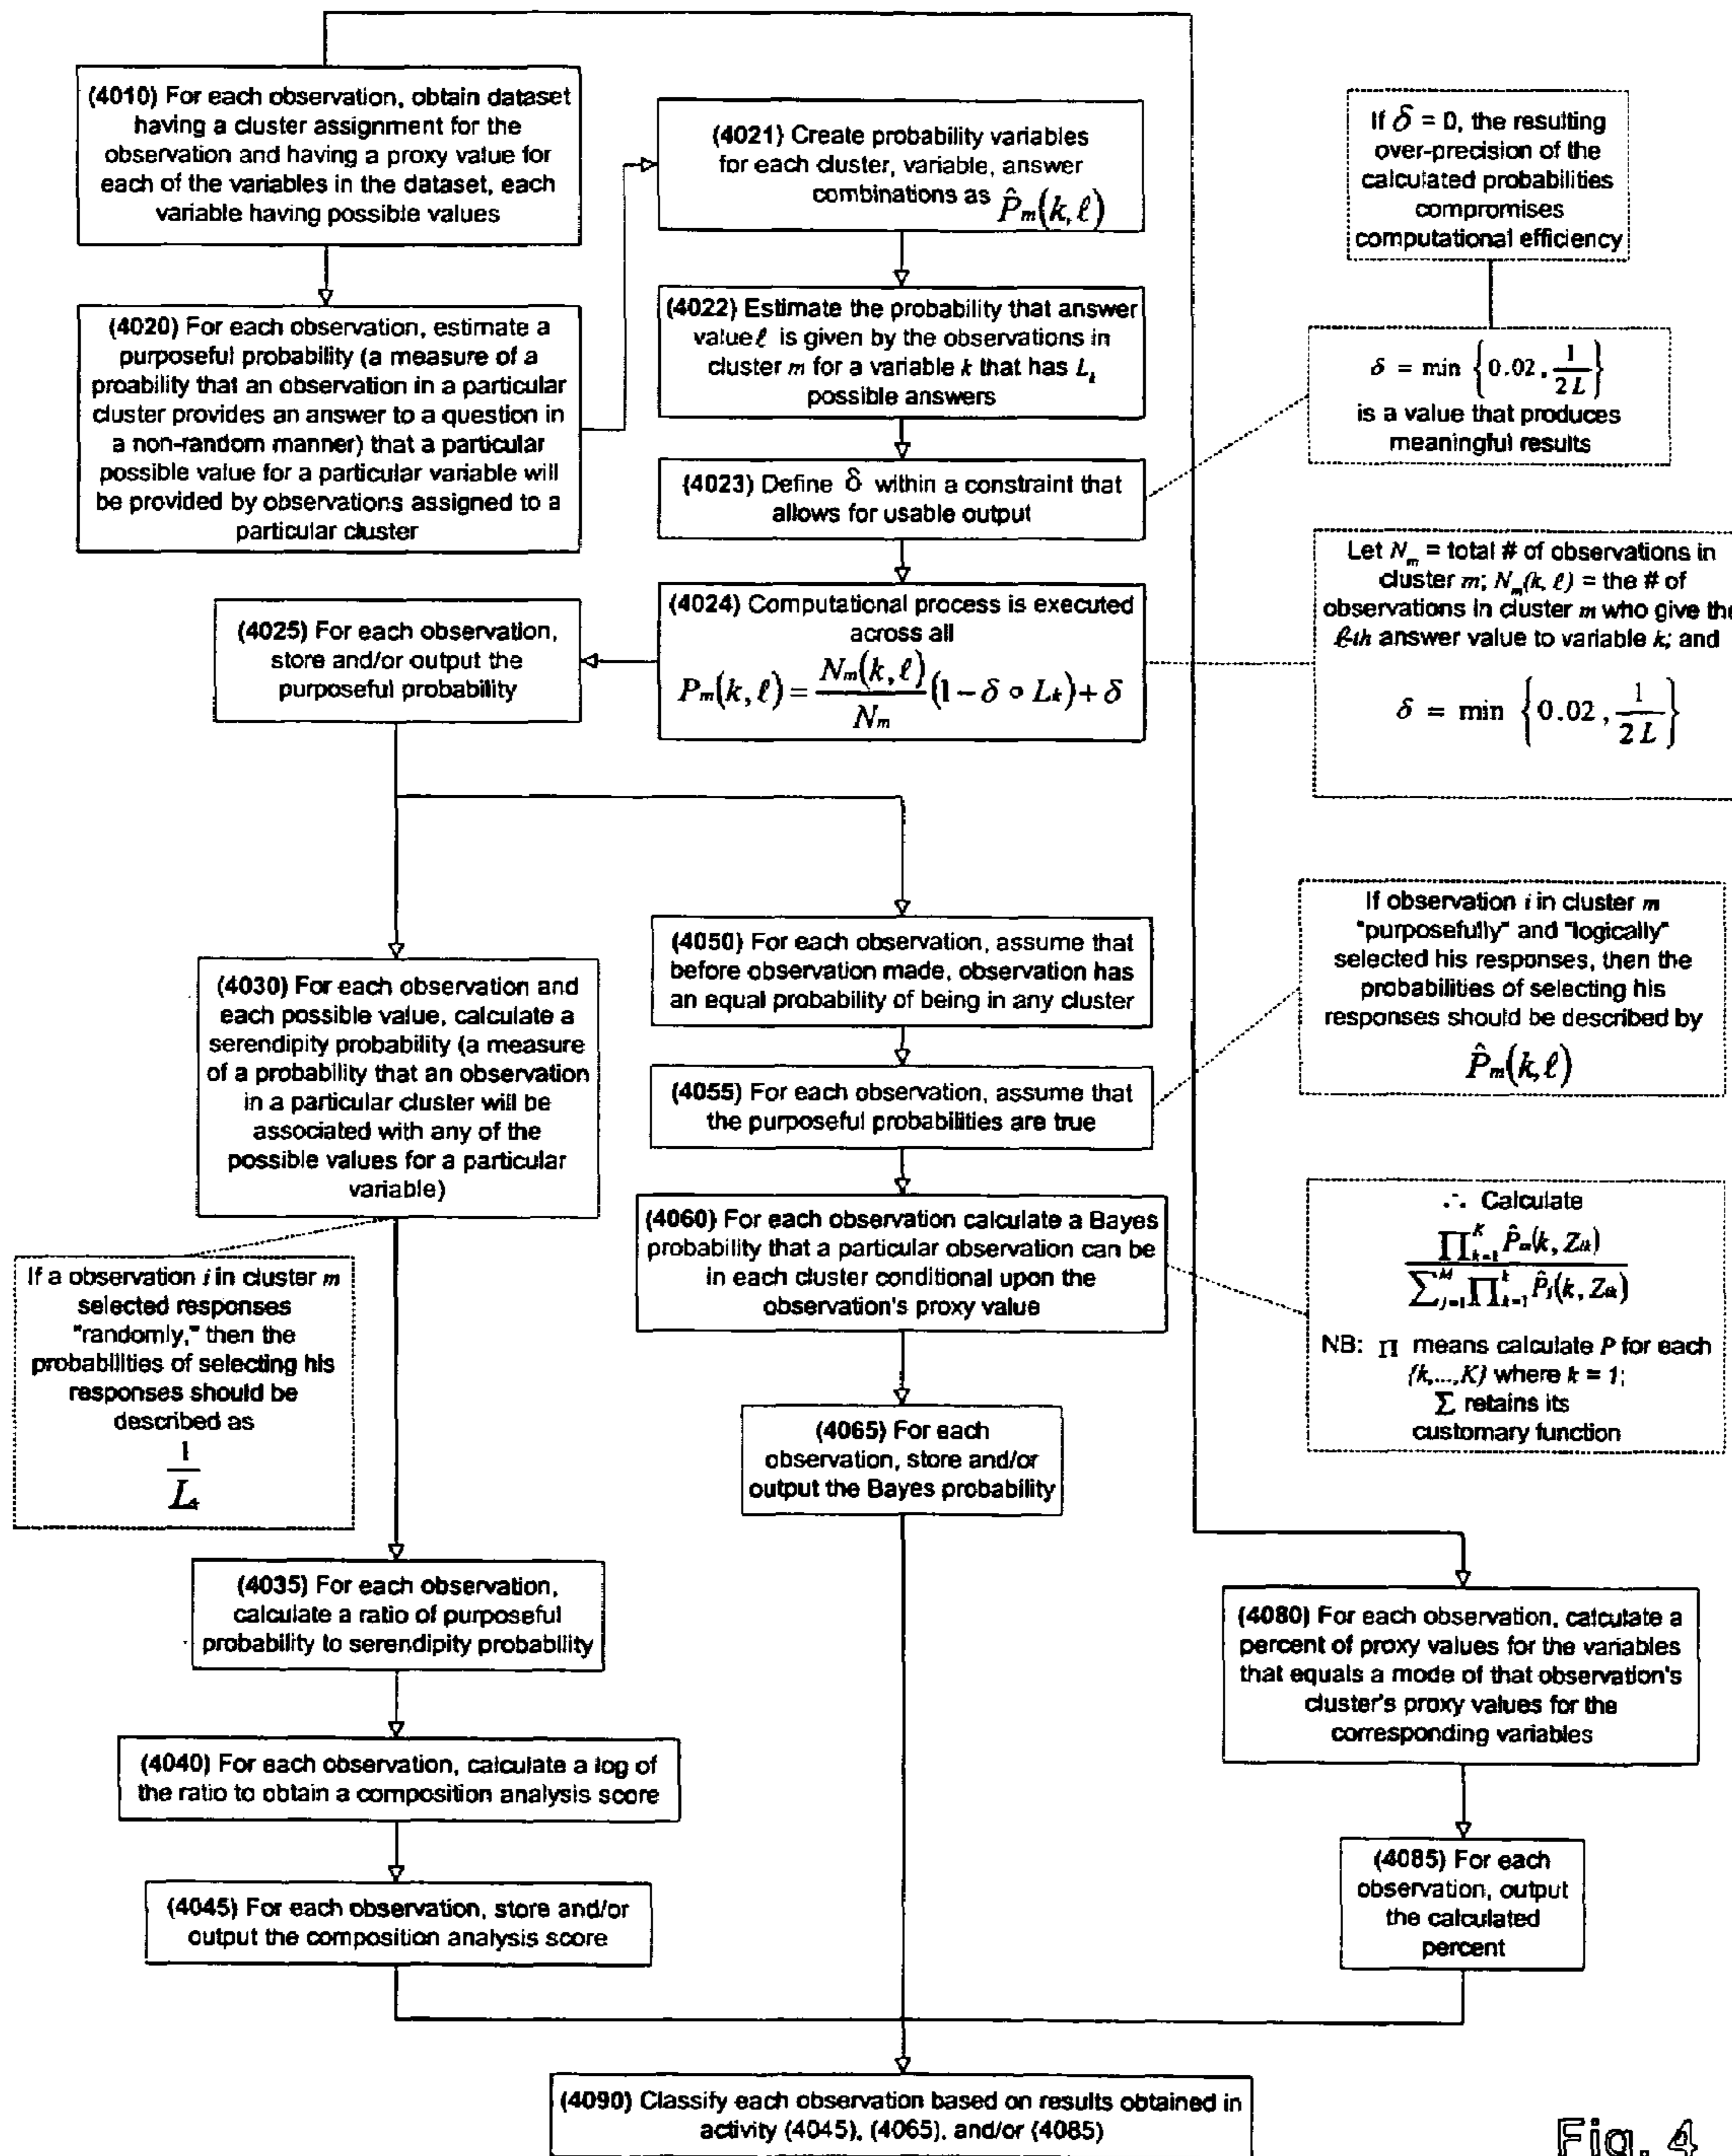 (4010) For each observation, obtain dataset
having a cluster assignment for the
observation and having a proxy value for
each of the variables in the dataset, each
variable having possible values
(4020) For each observation, estimate a
purposeful probability (a measure of a
proability that an observation in a particular
cluster provides an answer to a question in
a non-random manner) that a particular
possible value for a particular variable will
be provided by observations assigned to a
particular cluster
(4021) Create probability variables
for each cluster, variable, answer
combinations as P̂m(k, ℓ)
(4022) Estimate the probability that answer
value ℓ is given by the observations in
cluster m for a variable k that has Lk
possible answers
(4023) Define δ within a constraint that
allows for usable output
(4024) Computational process is executed
across all
Pm(k, ℓ) = Nm(k, ℓ) / Nm (1 − δ ∘ Lk) + δ
(4025) For each observation,
store and/or output the
purposeful probability
If δ = 0, the resulting
over-precision of the
calculated probabilities
compromises
computational efficiency
δ = min {0.02, 1 / 2L}
is a value that produces
meaningful results
Let Nm = total # of observations in
cluster m; Nm(k, ℓ) = the # of
observations in cluster m who give the
ℓ-th answer value to variable k; and
δ = min {0.02, 1 / 2L}
(4030) For each observation and
each possible value, calculate a
serendipity probability (a measure
of a probability that an observation
in a particular cluster will be
associated with any of the
possible values for a particular
variable)
If a observation i in cluster m
selected responses
"randomly," then the
probabilities of selecting his
responses should be
described as
1 / Lk
(4035) For each observation,
calculate a ratio of purposeful
probability to serendipity probability
(4040) For each observation, calculate a log of
the ratio to obtain a composition analysis score
(4045) For each observation, store and/or
output the composition analysis score
(4050) For each observation, assume that
before observation made, observation has
an equal probability of being in any cluster
(4055) For each observation, assume that
the purposeful probabilities are true
(4060) For each observation calculate a Bayes
probability that a particular observation can be
in each cluster conditional upon the
observation's proxy value
(4065) For each
observation, store and/or
output the Bayes probability
If observation i in cluster m
"purposefully" and "logically"
selected his responses, then the
probabilities of selecting his
responses should be described by
P̂m(k, ℓ)
∴ Calculate
∏ᴷk=1 P̂m(k, Zik)
∑ᴹj=1 ∏ᵏk=1 P̂j(k, Zik)
NB: ∏ means calculate P for each
{k,...,K} where k = 1;
∑ retains its
customary function
(4080) For each observation, calculate a
percent of proxy values for the variables
that equals a mode of that observation's
cluster's proxy values for the
corresponding variables
(4085) For each
observation, output
the calculated
percent
(4090) Classify each observation based on results obtained in
activity (4045), (4065), and/or (4085)
Fig. 4